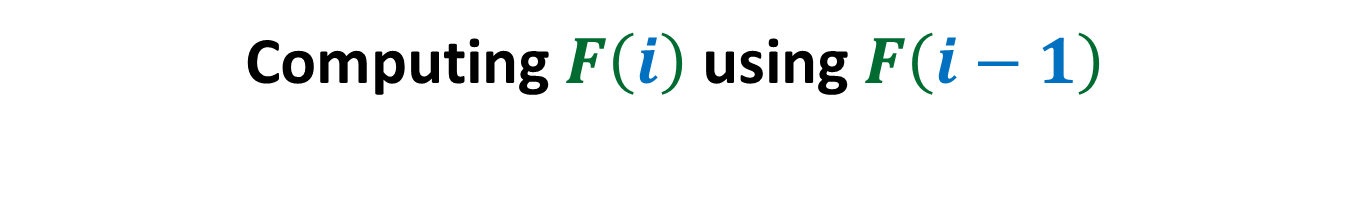 Computing F(i) using F(i − 1)